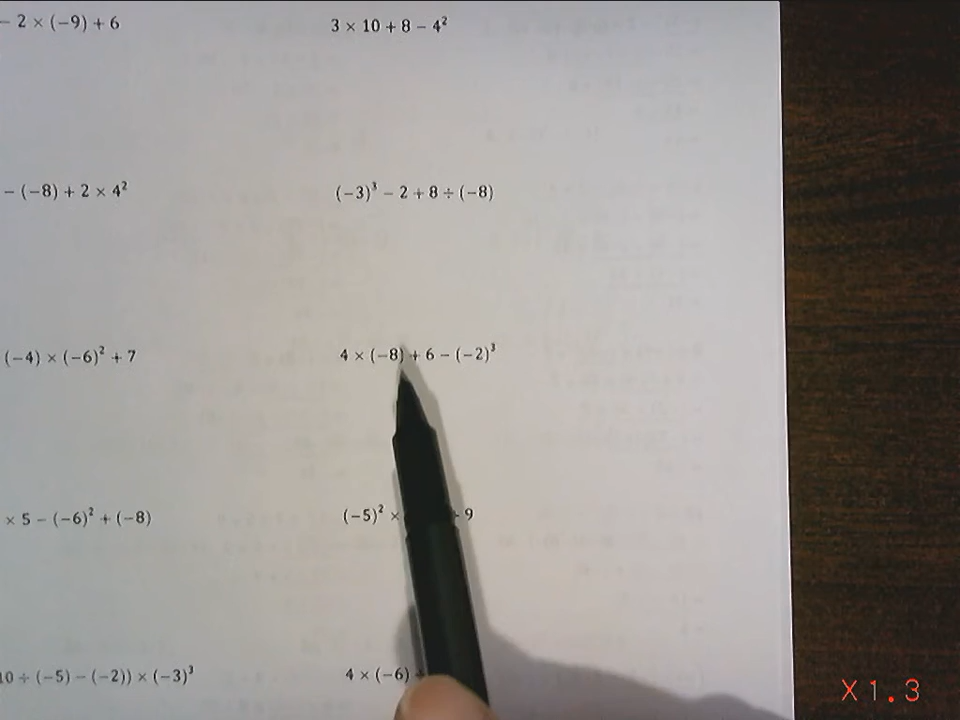 − 2 × (−9) + 6
3 × 10 + 8 − 4²
− (−8) + 2 × 4²
(−3)³ − 2 + 8 ÷ (−8)
(−4) × (−6)² + 7
4 × (−8) + 6 − (−2)³
× 5 − (−6)² + (−8)
(−5)² × 9
10 ÷ (−5) − (−2)) × (−3)³
4 × (−6)
X1.3